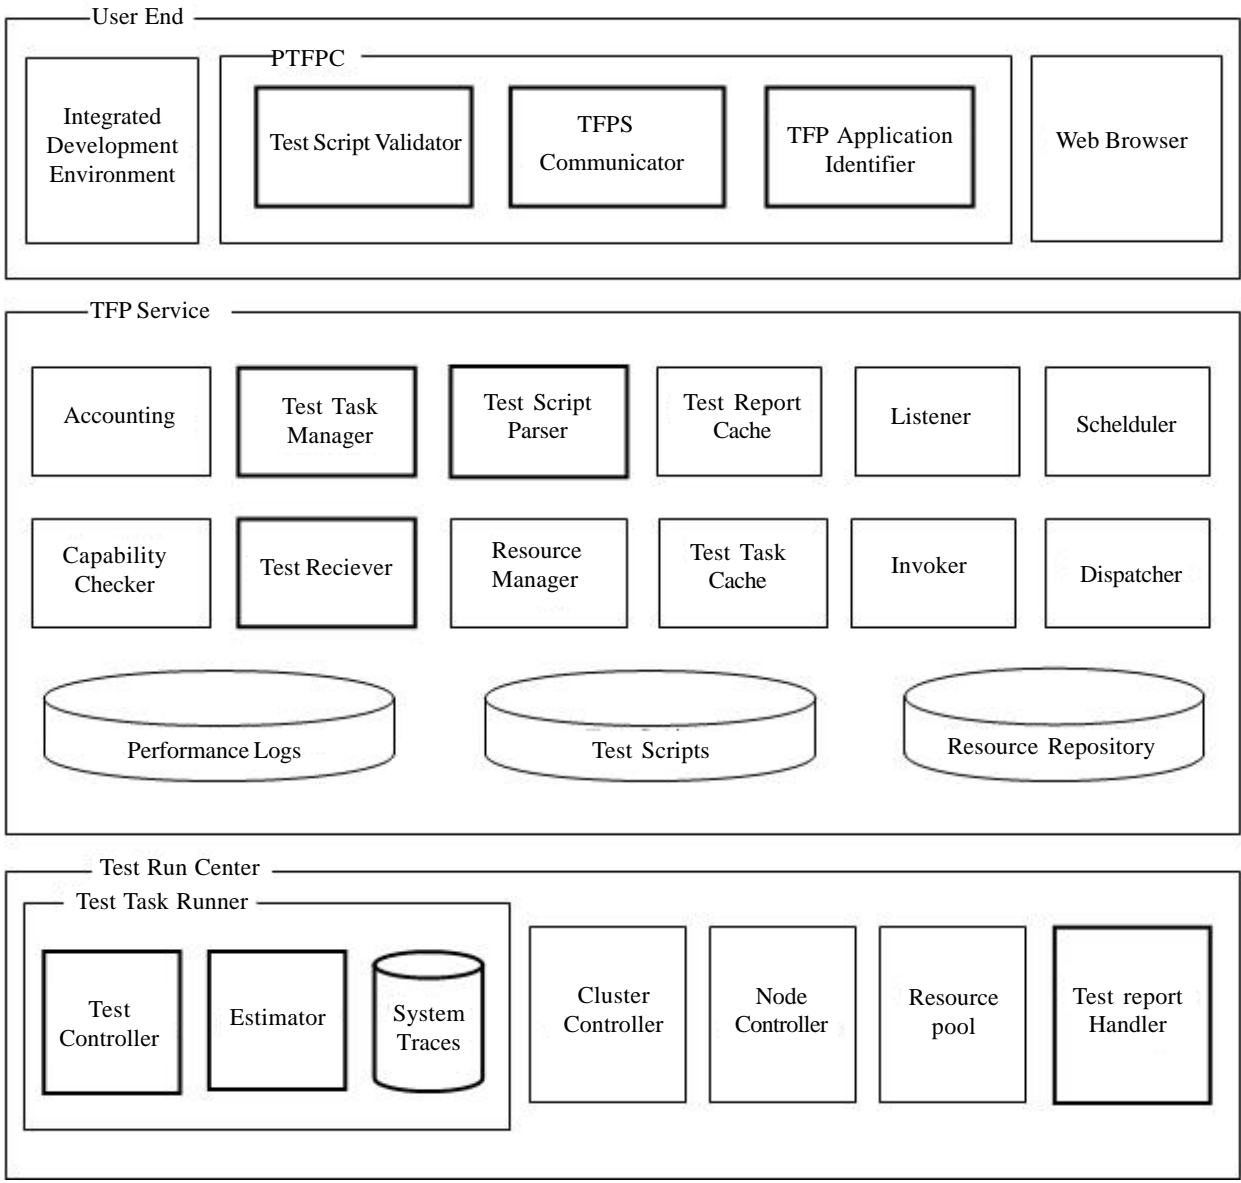 User End
PTFPC
Integrated
Development
Environment
Test Script Validator
TFPS
Communicator
TFP Application
Identifier
Web Browser
TFP Service
Accounting
Test Task
Manager
Test Script
Parser
Test Report
Cache
Listener
Schelduler
Capability
Checker
Test Reciever
Resource
Manager
Test Task
Cache
Invoker
Dispatcher
Performance Logs
Test Scripts
Resource Repository
Test Run Center
Test Task Runner
Test
Controller
Estimator
System
Traces
Cluster
Controller
Node
Controller
Resource
pool
Test report
Handler